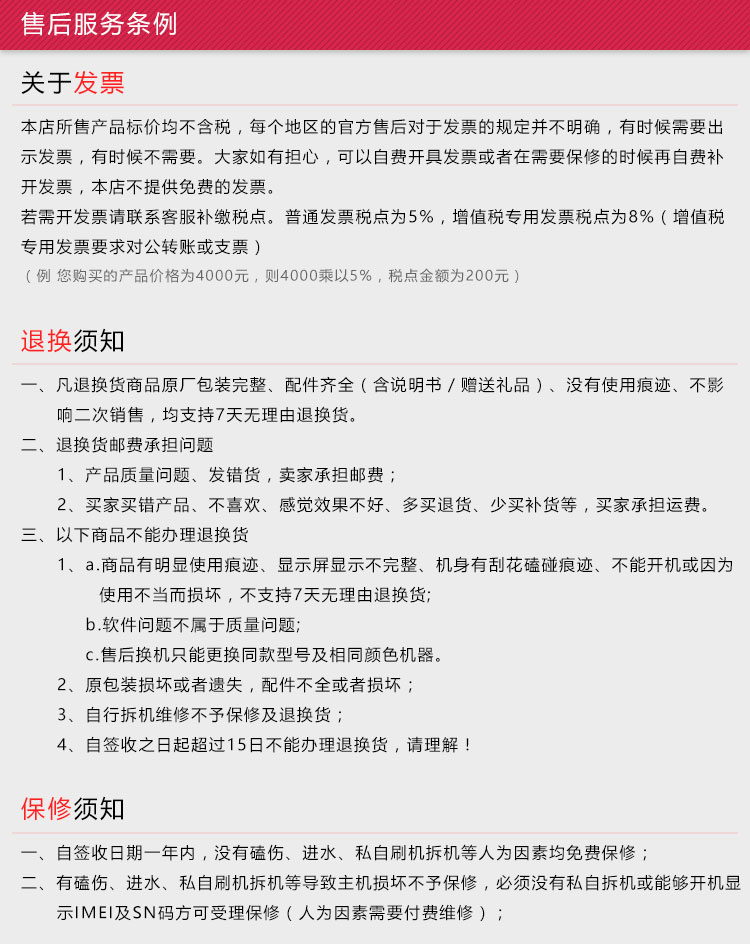 售后服务条例
关于发票
本店所售产品标价均不含税，每个地区的官方售后对于发票的规定并不明确，有时候需要出
示发票，有时候不需要。大家如有担心，可以自费开具发票或者在需要保修的时候再自费补
开发票，本店不提供免费的发票。
若需开发票请联系客服补缴税点。普通发票税点为5%，增值税专用发票税点为8%（增值税
专用发票要求对公转账或支票）
（例 您购买的产品价格为4000元，则4000乘以5%，税点金额为200元）
退换须知
一、凡退换货商品原厂包装完整、配件齐全（含说明书/赠送礼品）、没有使用痕迹、不影
响二次销售，均支持7天无理由退换货。
二、退换货邮费承担问题
1、产品质量问题、发错货，卖家承担邮费；
2、买家买错产品、不喜欢、感觉效果不好、多买退货、少买补货等，买家承担运费。
三、以下商品不能办理退换货
1、a.商品有明显使用痕迹、显示屏显示不完整、机身有刮花磕碰痕迹、不能开机或因为
使用不当而损坏，不支持7天无理由退换货;
b.软件问题不属于质量问题;
c.售后换机只能更换同款型号及相同颜色机器。
2、原包装损坏或者遗失，配件不全或者损坏；
3、自行拆机维修不予保修及退换货；
4、自签收之日起超过15日不能办理退换货，请理解！
保修须知
一、自签收日期一年内，没有磕伤、进水、私自刷机拆机等人为因素均免费保修；
二、有磕伤、进水、私自刷机拆机等导致主机损坏不予保修，必须没有私自拆机或能够开机显
示IMEI及SN码方可受理保修（人为因素需要付费维修）；